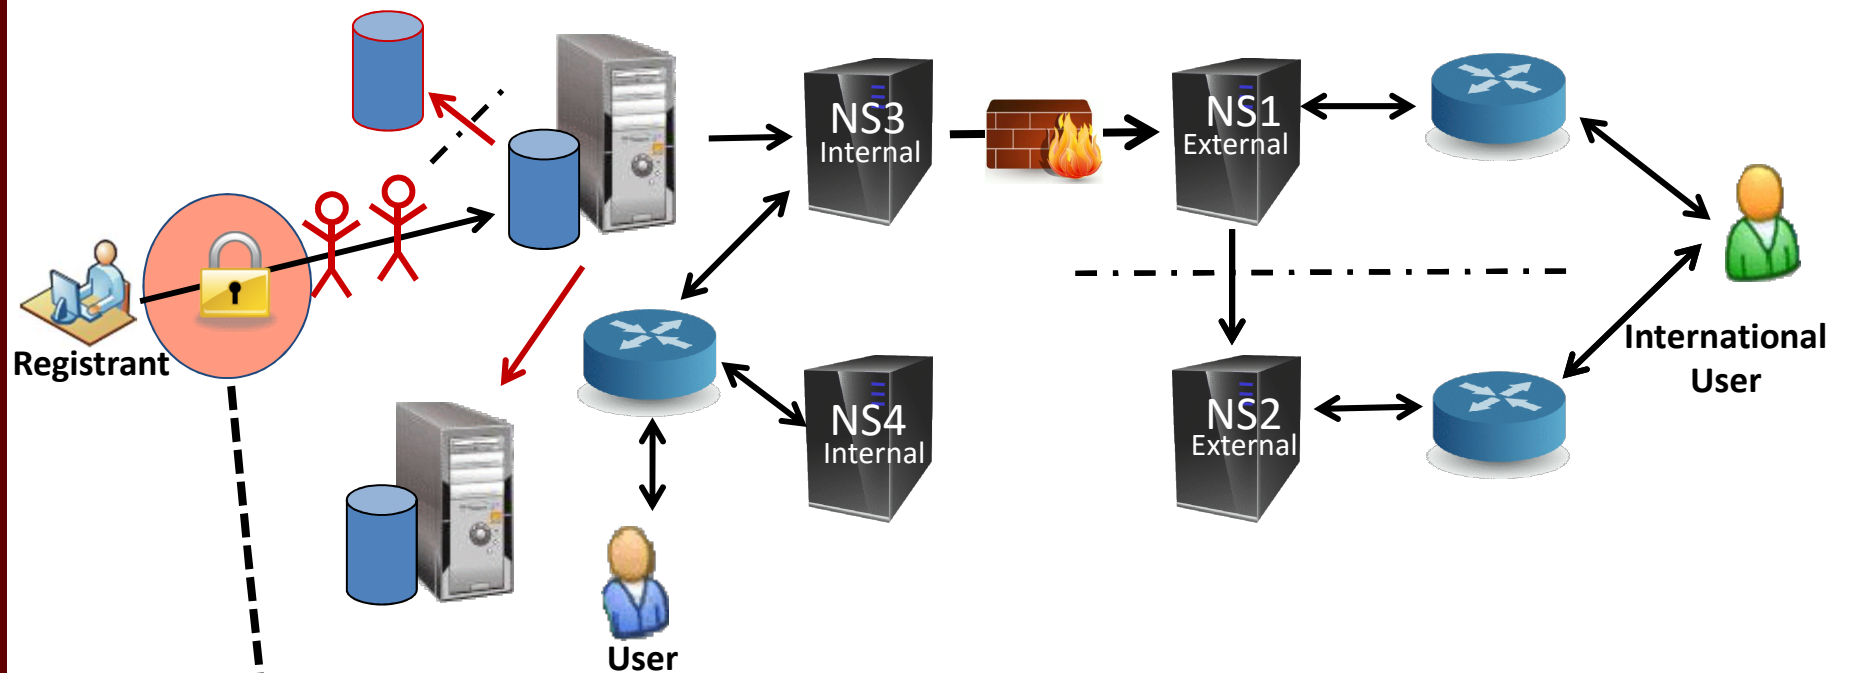 NS3
Internal
NS1
External
Registrant
International
User
NS4
Internal
NS2
External
User